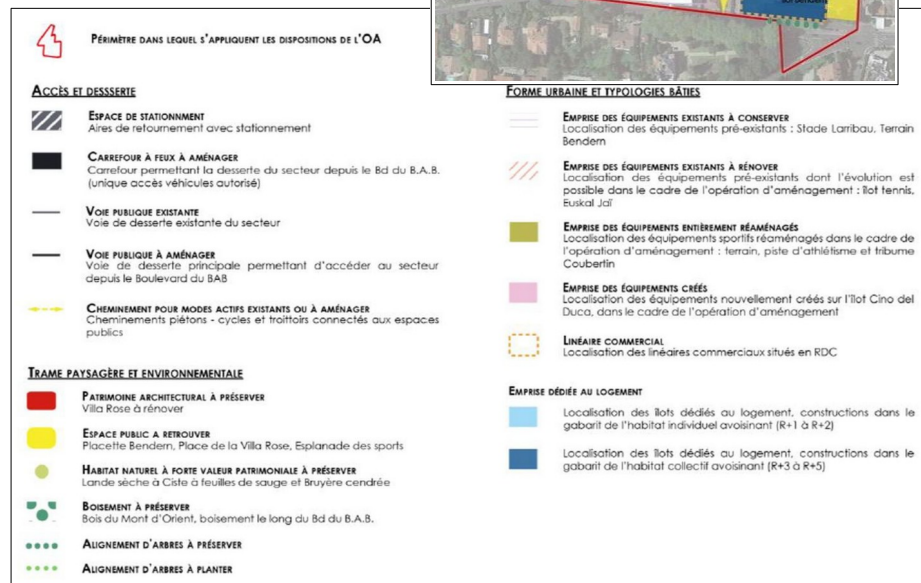 PÉRIMÈTRE DANS LEQUEL S'APPLIQUENT LES DISPOSITIONS DE L'OA
ACCÈS ET DESSSERTE
ESPACE DE STATIONNMENT
Aires de retournement avec stationnement
CARREFOUR À FEUX À AMÉNAGER
Carrefour permettant la desserte du secteur depuis le Bd du B.A.B.
(unique accès véhicules autorisé)
VOIE PUBLIQUE EXISTANTE
Voie de desserte existante du secteur
VOIE PUBLIQUE À AMÉNAGER
Voie de desserte principale permettant d'accéder au secteur
depuis le Boulevard du BAB
CHEMINEMENT POUR MODES ACTIFS EXISTANTS OU À AMÉNAGER
Cheminements piétons - cycles et troittoirs connectés aux espaces
publics
TRAME PAYSAGÈRE ET ENVIRONNEMENTALE
PATRIMOINE ARCHITECTURAL À PRÉSERVER
Villa Rose à rénover
ESPACE PUBLIC A RETROUVER
Placette Bendern, Place de la Villa Rose, Esplanade des sports
HABITAT NATUREL À FORTE VALEUR PATRIMONIALE À PRÉSERVER
Lande sèche à Ciste à feuilles de sauge et Bruyère cendrée
BOISEMENT À PRÉSERVER
Bois du Mont d'Orient, boisement le long du Bd du B.A.B.
ALIGNEMENT D'ARBRES À PRÉSERVER
ALIGNEMENT D'ARBRES À PLANTER
FORME URBAINE ET TYPOLOGIES BÂTIES
EMPRISE DES ÉQUIPEMENTS EXISTANTS À CONSERVER
Localisation des équipements pré-existants : Stade Larribau, Terrain
Bendern
EMPRISE DES ÉQUIPEMENTS EXISTANTS À RÉNOVER
Localisation des équipements pré-existants dont l'évolution est
possible dans le cadre de l'opération d'aménagement : îlot tennis,
Euskal Jaï
EMPRISE DES ÉQUIPEMENTS ENTIÈREMENT RÉAMÉNAGÉS
Localisation des équipements sportifs réaménagés dans le cadre de
l'opération d'aménagement : terrain, piste d'athlétisme et tribume
Coubertin
EMPRISE DES ÉQUIPEMENTS CRÉÉS
Localisation des équipements nouvellement créés sur l'îlot Cino del
Duca, dans le cadre de l'opération d'aménagement
LINÉAIRE COMMERCIAL
Localisation des linéaires commerciaux situés en RDC
EMPRISE DÉDIÉE AU LOGEMENT
Localisation des îlots dédiés au logement, constructions dans le
gabarit de l'habitat individuel avoisinant (R+1 à R+2)
Localisation des îlots dédiés au logement, constructions dans le
gabarit de l'habitat collectif avoisinant (R+3 à R+5)